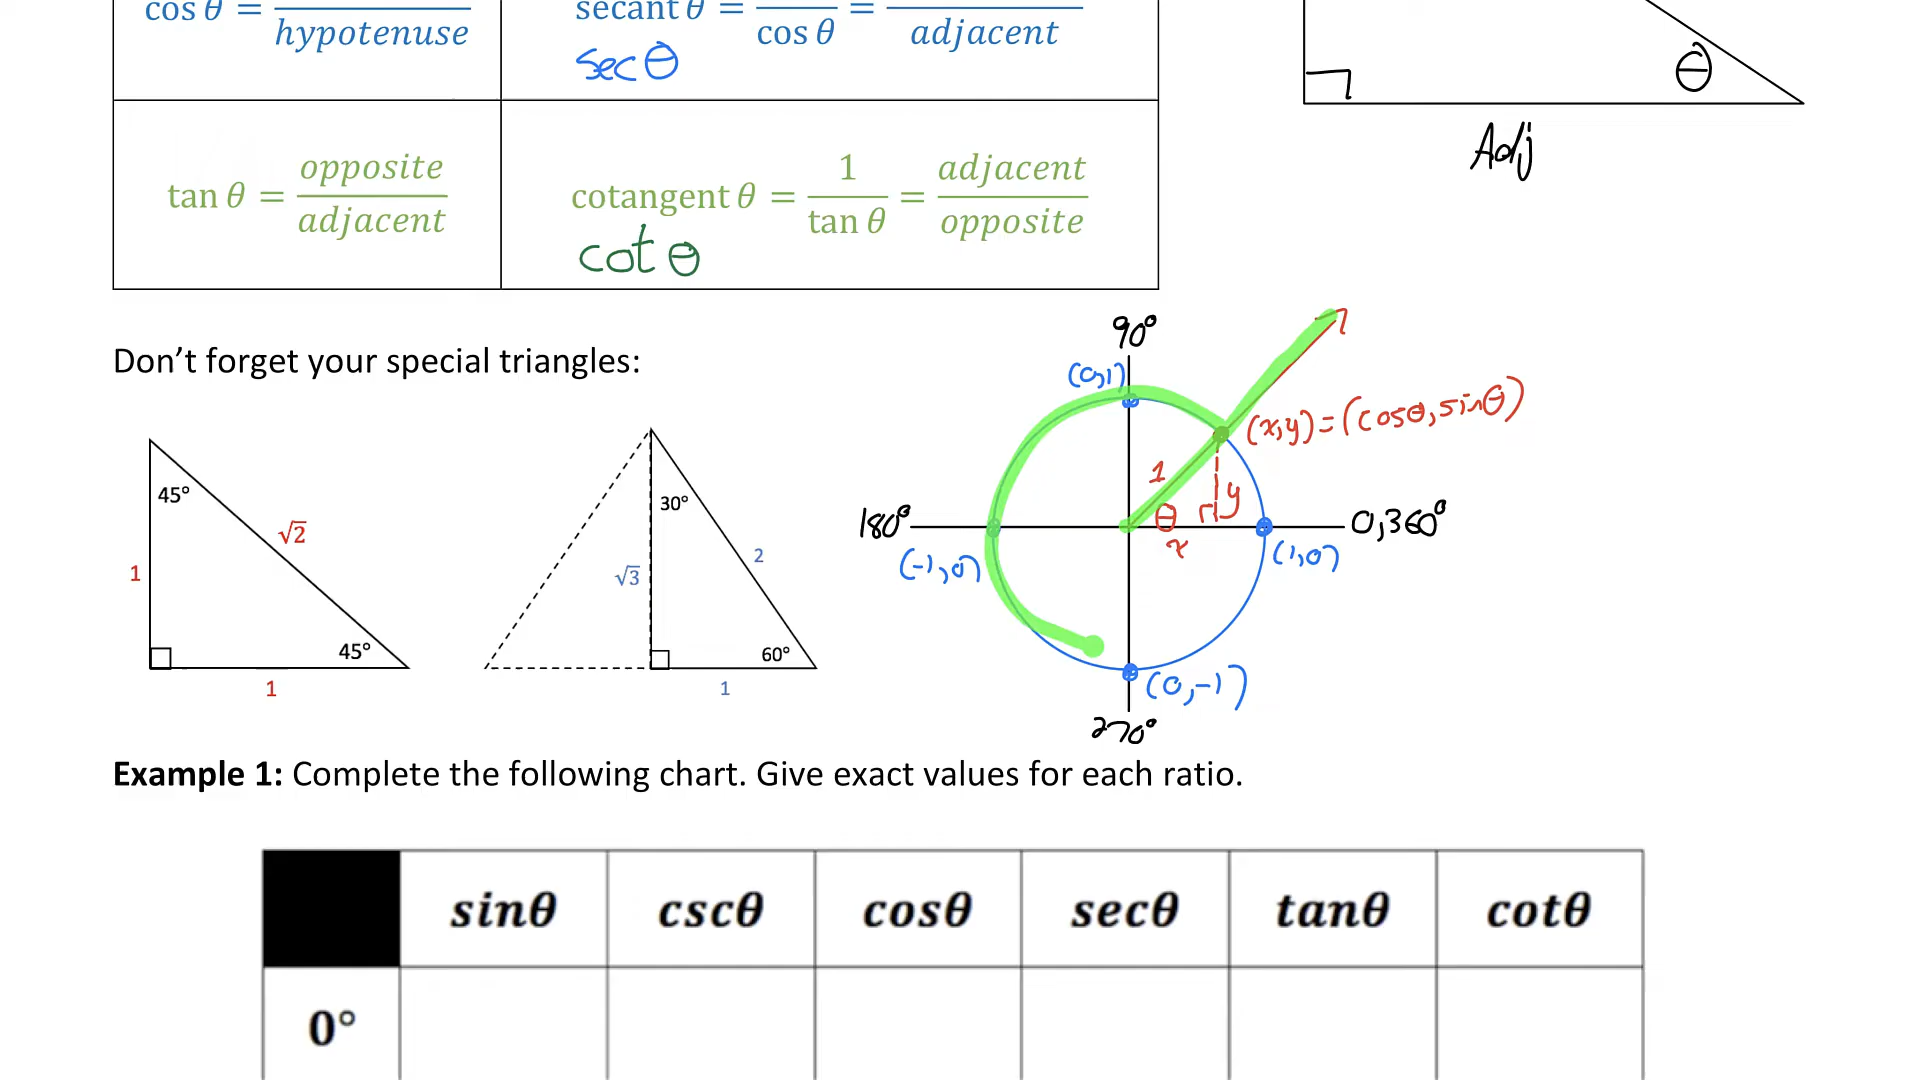 cos θ = hypotenuse
secant θ = cos θ = adjacent
sec θ
θ
Adj
tan θ = opposite / adjacent
cotangent θ = 1 / tan θ = adjacent / opposite
cot θ
Don't forget your special triangles:
90°
(0,1)
(x,y) = (cosθ, sinθ)
45°
√2
1
45°
1
30°
2
√3
60°
1
1
y
θ
x
180°
0,360°
(-1,0)
(1,0)
(0,-1)
270°
Example 1: Complete the following chart. Give exact values for each ratio.
sinθ cscθ cosθ secθ tanθ cotθ
0°